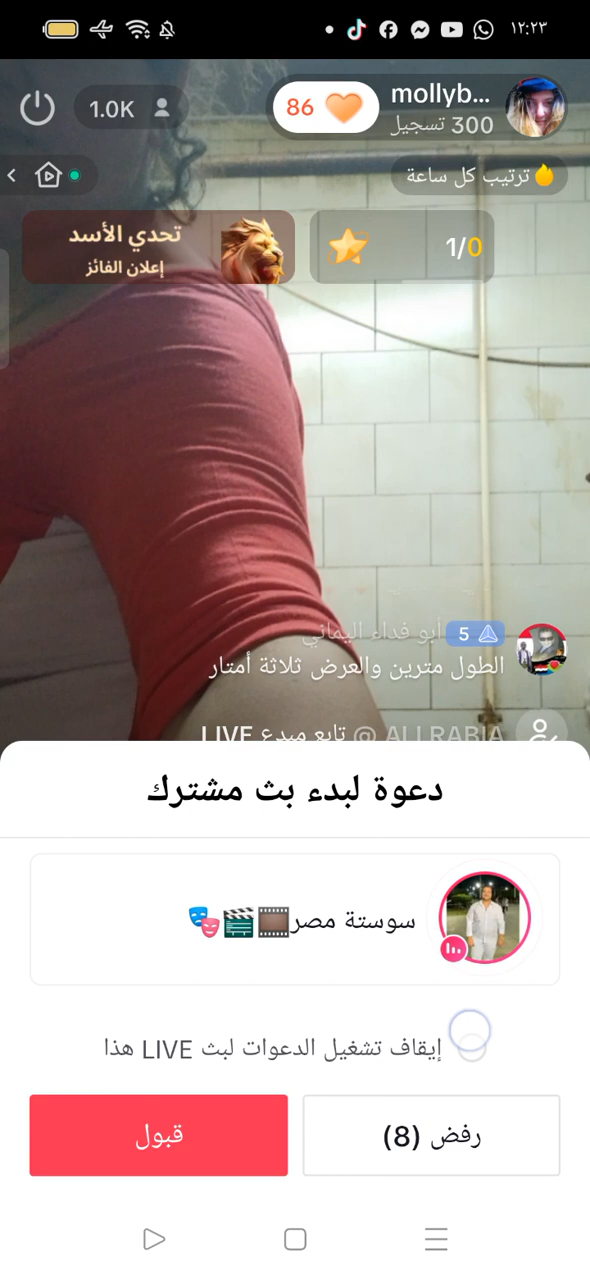 ١٢:٢٣
mollyb...
86
300 تسجيل
1.0K
ترتيب كل ساعة
1/0
تحدي الأسد
إعلان الفائز
5 أبو فداء اليماني
الطول مترين والعرض ثلاثة أمتار
تابع مبدع LIVE @ ALI RABIA
دعوة لبدء بث مشترك
سوستة مصر
إيقاف تشغيل الدعوات لبث LIVE هذا
رفض (8)
قبول